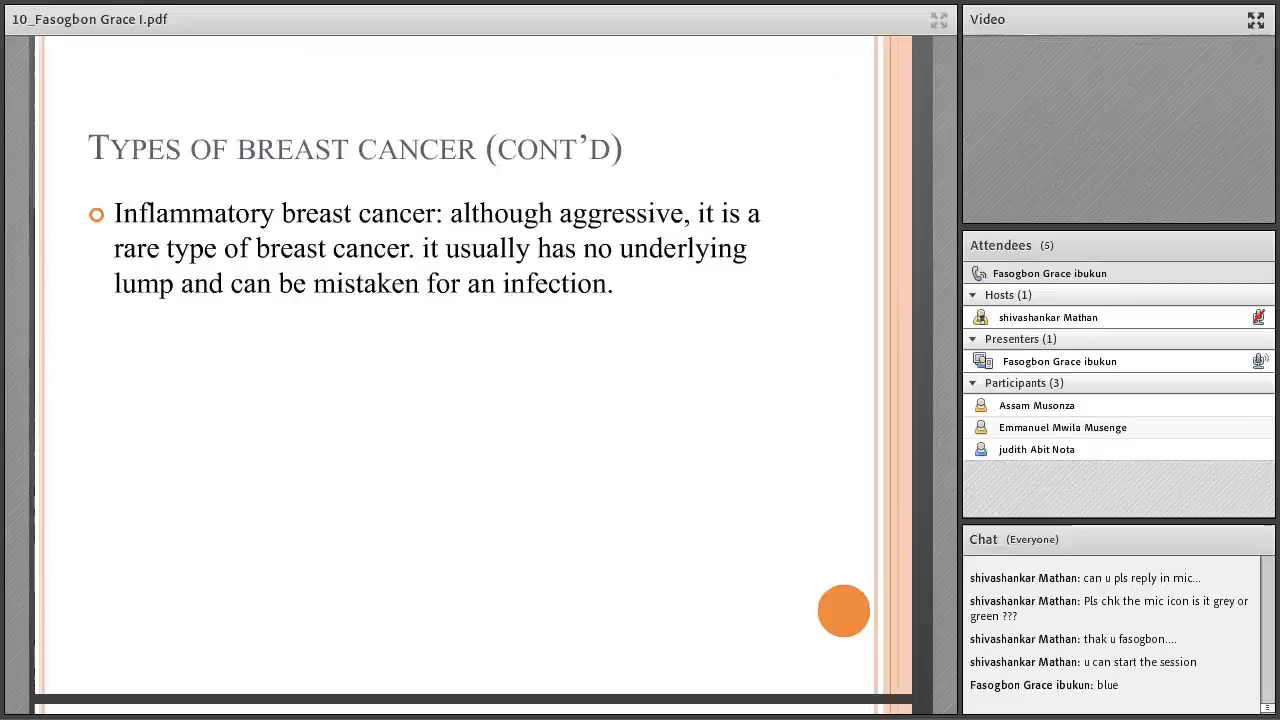 10_Fasogbon Grace I.pdf
TYPES OF BREAST CANCER (CONT'D)
Inflammatory breast cancer: although aggressive, it is a
rare type of breast cancer. it usually has no underlying
lump and can be mistaken for an infection.
Video
Attendees (5)
Fasogbon Grace ibukun
Hosts (1)
shivashankar Mathan
Presenters (1)
Fasogbon Grace ibukun
Participants (3)
Assam Musonza
Emmanuel Mwila Musenge
judith Abit Nota
Chat (Everyone)
shivashankar Mathan: can u pls reply in mic...
shivashankar Mathan: Pls chk the mic icon is it grey or
green ???
shivashankar Mathan: thak u fasogbon....
shivashankar Mathan: u can start the session
Fasogbon Grace ibukun: blue